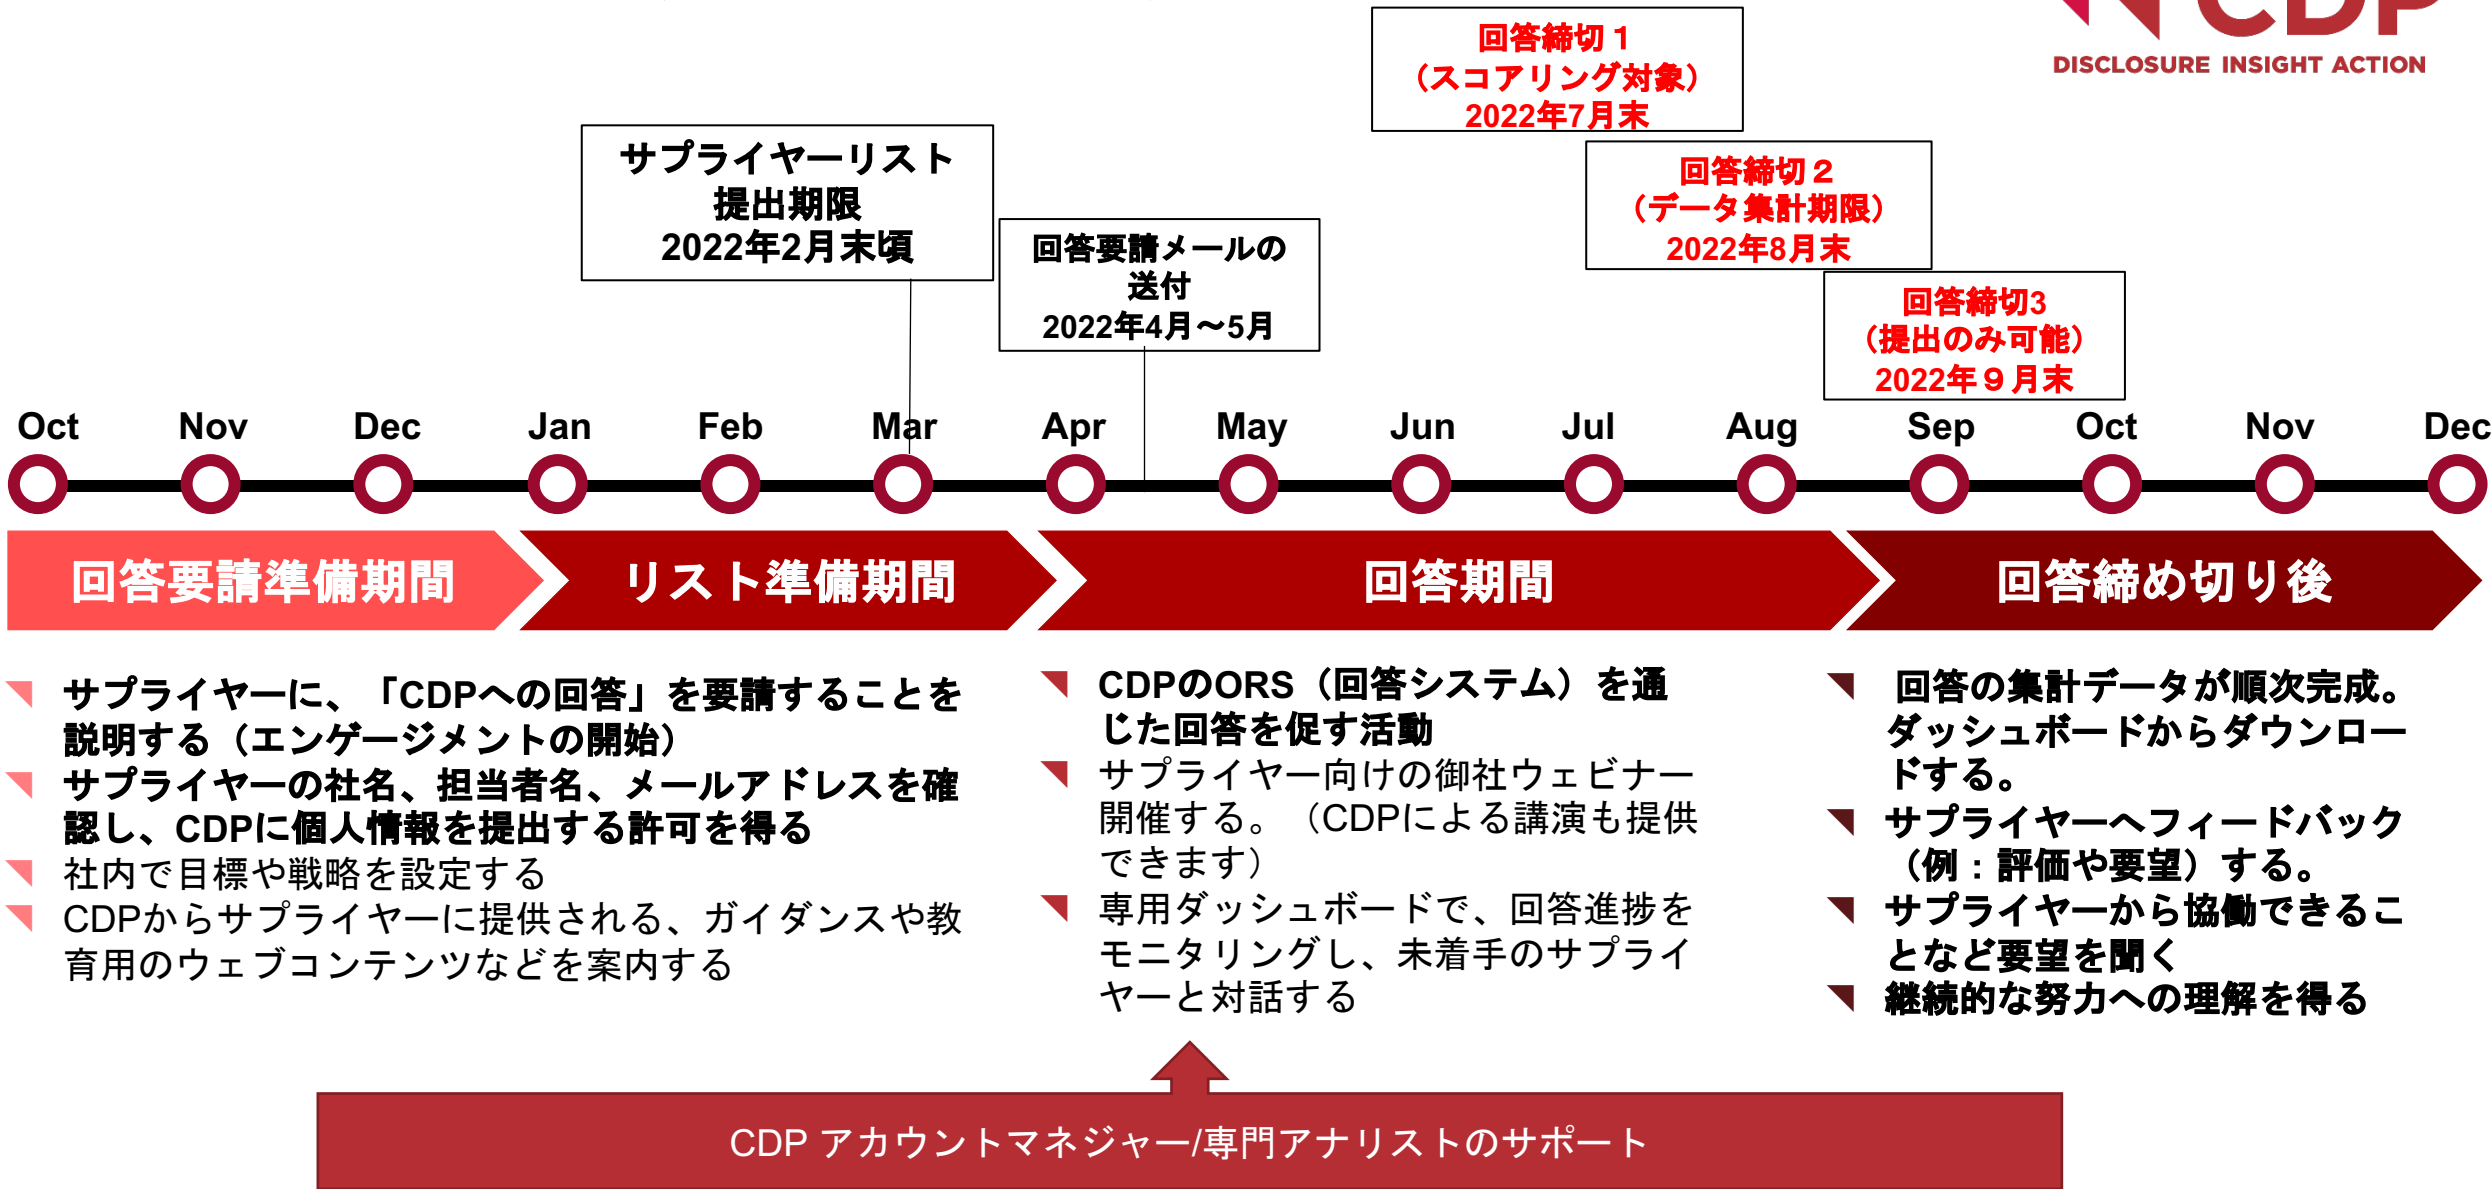 CDP
DISCLOSURE INSIGHT ACTION
回答締切１
（スコアリング対象）
2022年7月末
回答締切２
（データ集計期限）
2022年8月末
回答締切3
（提出のみ可能）
2022年９月末
サプライヤーリスト
提出期限
2022年2月末頃
回答要請メールの
送付
2022年4月～5月
Oct Nov Dec Jan Feb Mar Apr May Jun Jul Aug Sep Oct Nov Dec
回答要請準備期間
リスト準備期間
回答期間
回答締め切り後
サプライヤーに、「CDPへの回答」を要請することを
説明する（エンゲージメントの開始）
サプライヤーの社名、担当者名、メールアドレスを確
認し、CDPに個人情報を提出する許可を得る
社内で目標や戦略を設定する
CDPからサプライヤーに提供される、ガイダンスや教
育用のウェブコンテンツなどを案内する
CDPのORS（回答システム）を通
じた回答を促す活動
サプライヤー向けの御社ウェビナー
開催する。（CDPによる講演も提供
できます）
専用ダッシュボードで、回答進捗を
モニタリングし、未着手のサプライ
ヤーと対話する
回答の集計データが順次完成。
ダッシュボードからダウンロー
ドする。
サプライヤーへフィードバック
（例：評価や要望）する。
サプライヤーから協働できるこ
となど要望を聞く
継続的な努力への理解を得る
CDP アカウントマネジャー/専門アナリストのサポート